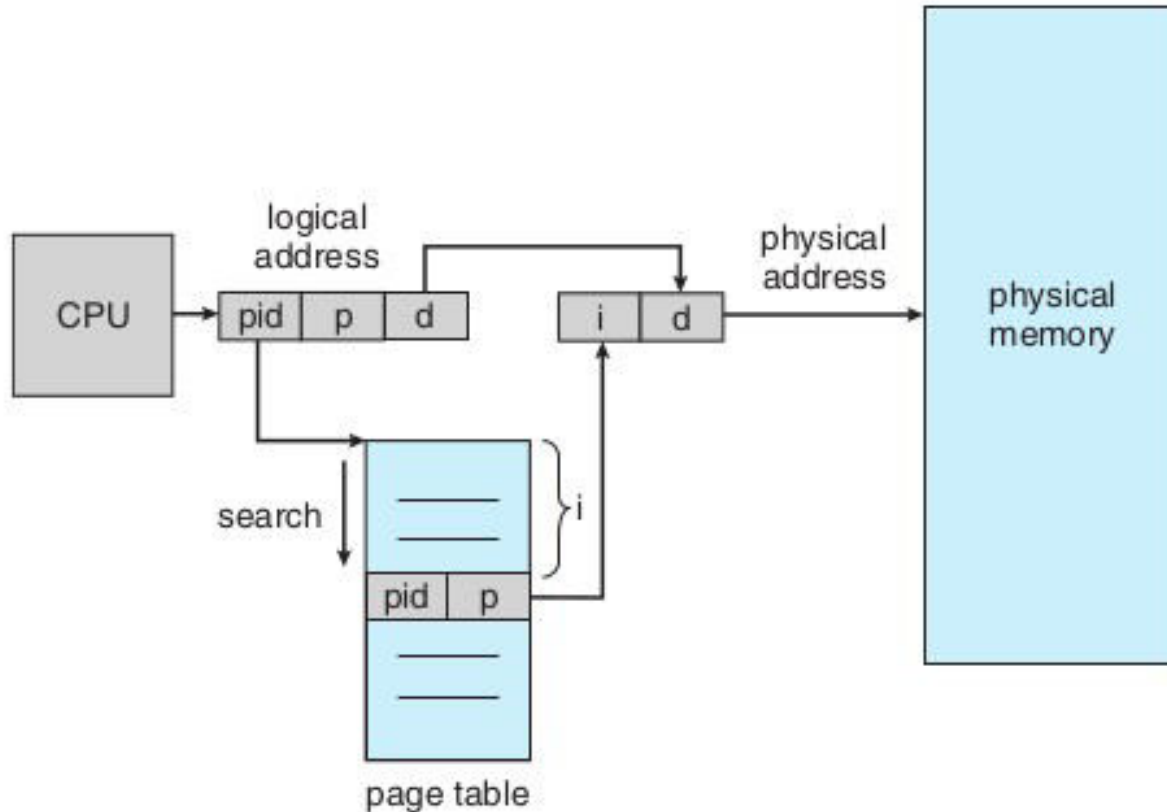 logical
address
physical
address
CPU
pid p d
i d
physical
memory
search
i
pid p
page table